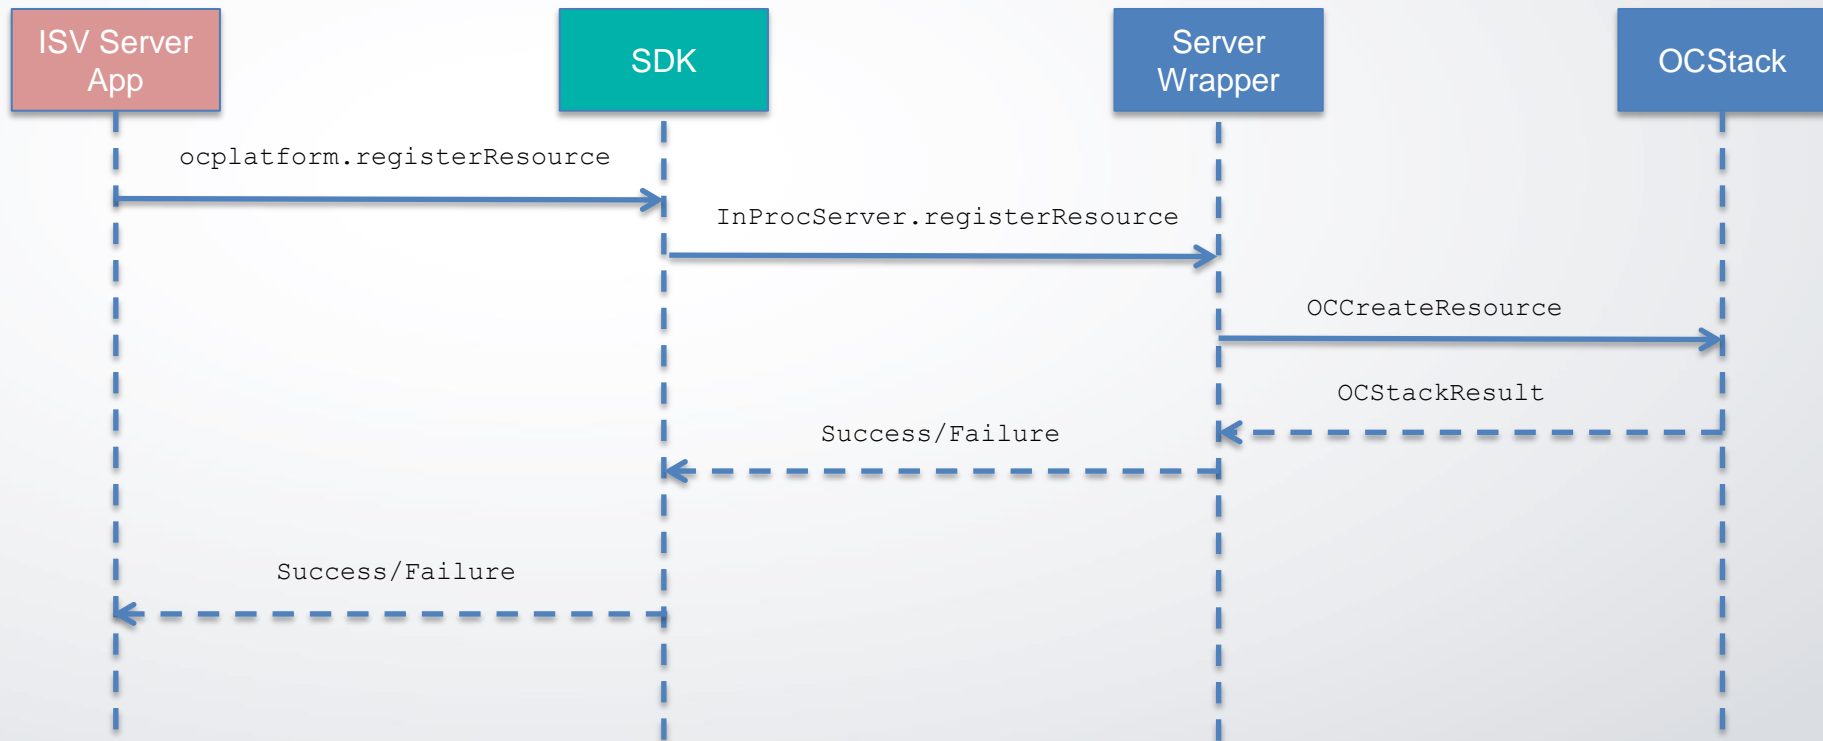 ISV Server
App
SDK
Server
Wrapper
OCStack
ocplatform.registerResource
InProcServer.registerResource
OCCreateResource
OCStackResult
Success/Failure
Success/Failure